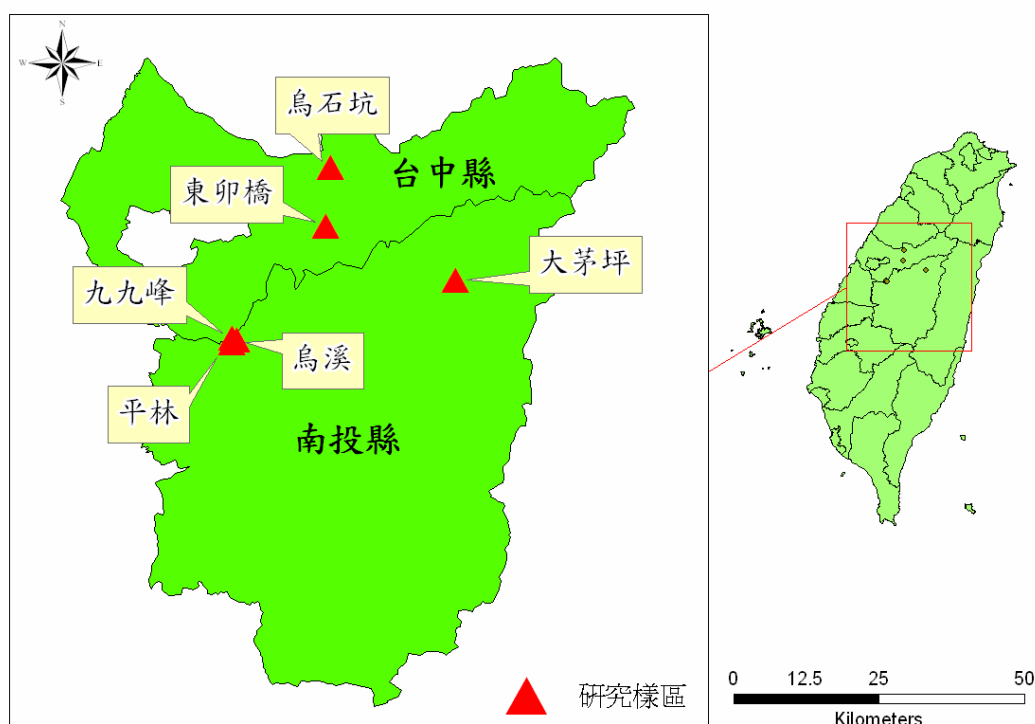 N
W
E
S
烏石坑
台中縣
東卯橋
大茅坪
九九峰
烏溪
平林
南投縣
研究樣區
0 12.5 25 50
Kilometers